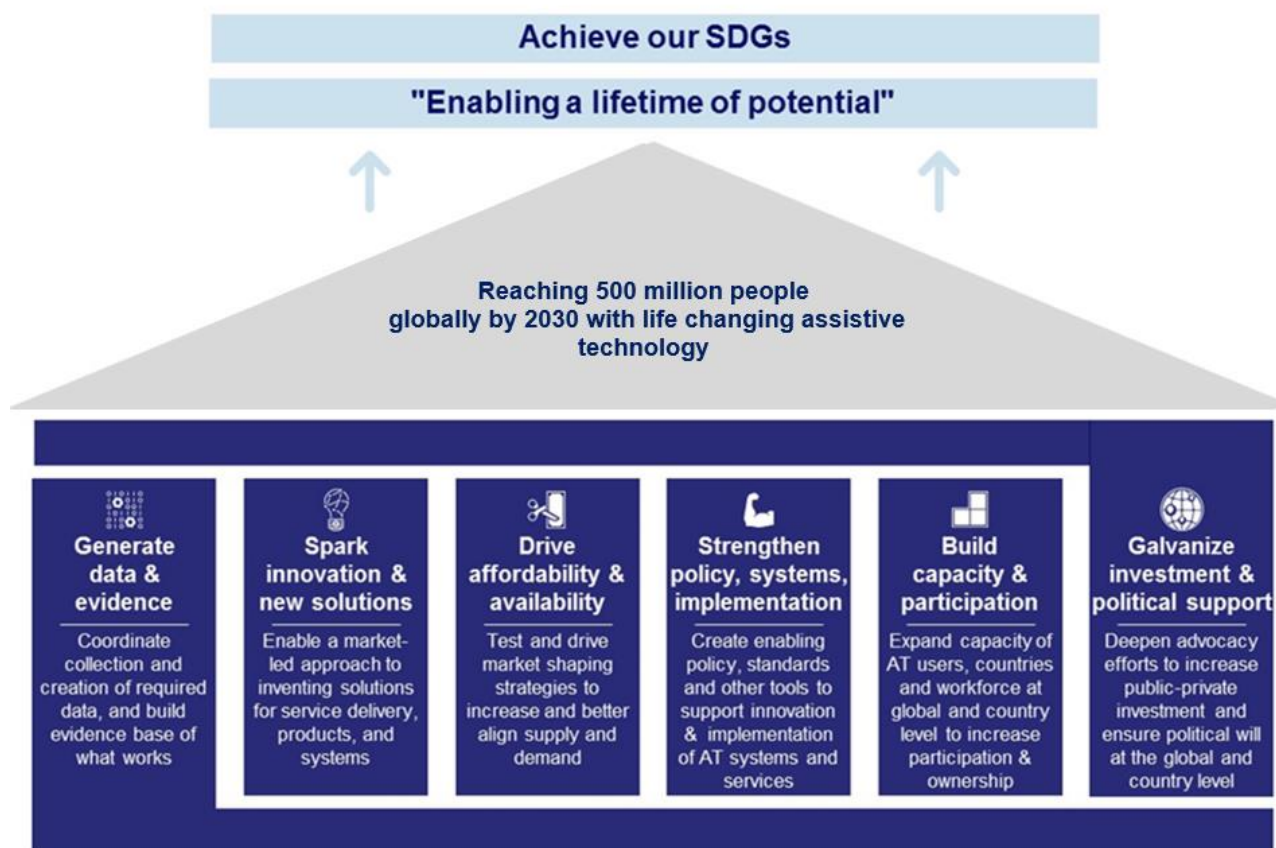 Achieve our SDGs
"Enabling a lifetime of potential"
Reaching 500 million people
globally by 2030 with life changing assistive
technology
Generate
data &
evidence
Coordinate
collection and
creation of required
data, and build
evidence base of
what works
Spark
innovation &
new solutions
Enable a market-
led approach to
inventing solutions
for service delivery,
products, and
systems
Drive
affordability &
availability
Test and drive
market shaping
strategies to
increase and better
align supply and
demand
Strengthen
policy, systems,
implementation
Create enabling
policy, standards
and other tools to
support innovation
& implementation
of AT systems and
services
Build
capacity &
participation
Expand capacity of
AT users, countries
and workforce at
global and country
level to increase
participation &
ownership
Galvanize
investment &
political support
Deepen advocacy
efforts to increase
public-private
investment and
ensure political will
at the global and
country level